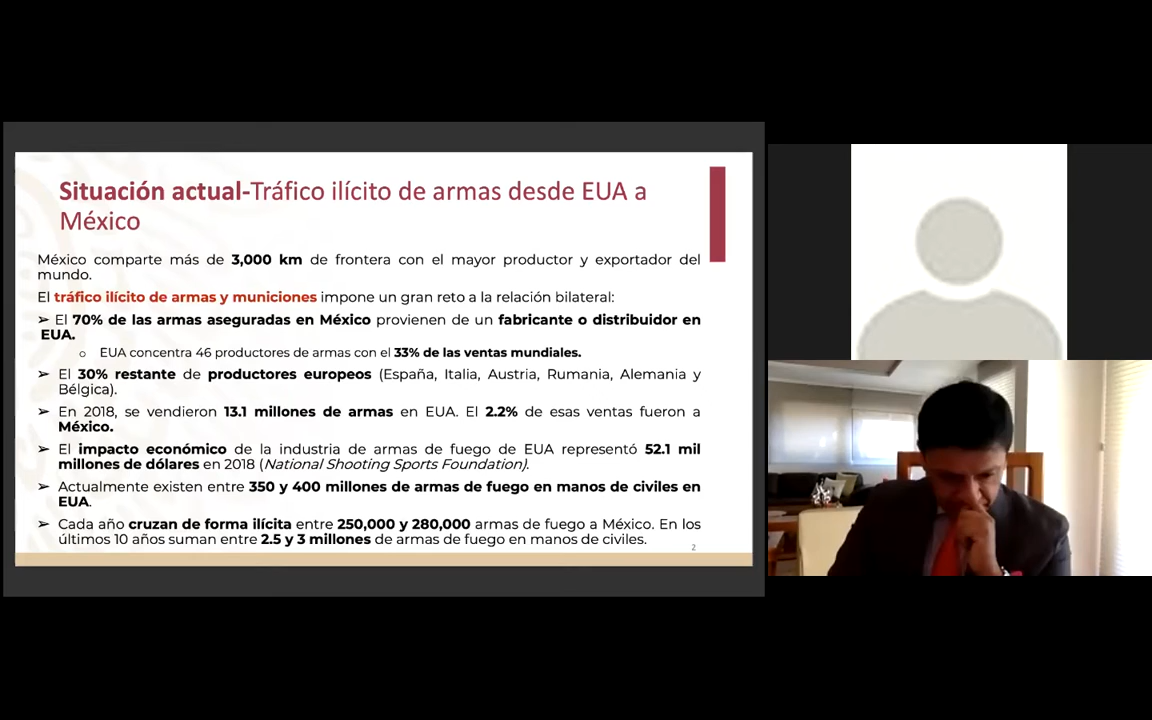 Situación actual-Tráfico ilícito de armas desde EUA a
México
México comparte más de 3,000 km de frontera con el mayor productor y exportador del
mundo.
El tráfico ilícito de armas y municiones impone un gran reto a la relación bilateral:
➢ El 70% de las armas aseguradas en México provienen de un fabricante o distribuidor en
EUA.
o EUA concentra 46 productores de armas con el 33% de las ventas mundiales.
➢ El 30% restante de productores europeos (España, Italia, Austria, Rumania, Alemania y
Bélgica).
➢ En 2018, se vendieron 13.1 millones de armas en EUA. El 2.2% de esas ventas fueron a
México.
➢ El impacto económico de la industria de armas de fuego de EUA representó 52.1 mil
millones de dólares en 2018 (National Shooting Sports Foundation).
➢ Actualmente existen entre 350 y 400 millones de armas de fuego en manos de civiles en
EUA.
➢ Cada año cruzan de forma ilícita entre 250,000 y 280,000 armas de fuego a México. En los
últimos 10 años suman entre 2.5 y 3 millones de armas de fuego en manos de civiles.
2